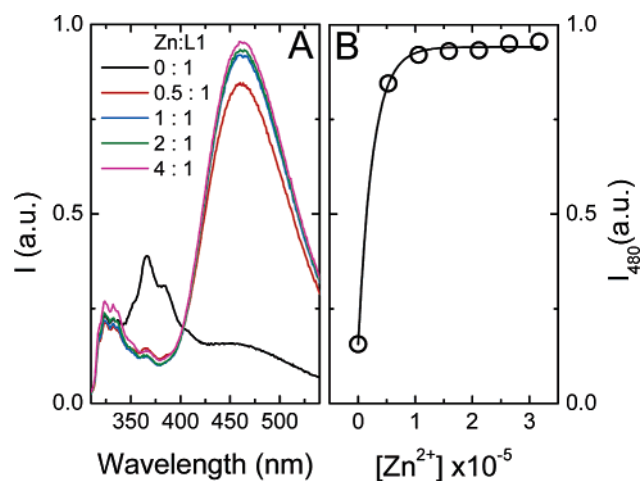 Zn:L1
A
B
0 : 1
0.5 : 1
1 : 1
2 : 1
4 : 1
1.0
0.5
0.0
I (a.u.)
350 400 450 500
Wavelength (nm)
0 1 2 3
[Zn²⁺] x10⁻⁵
1.0
0.5
0.0
I₄₈₀(a.u.)